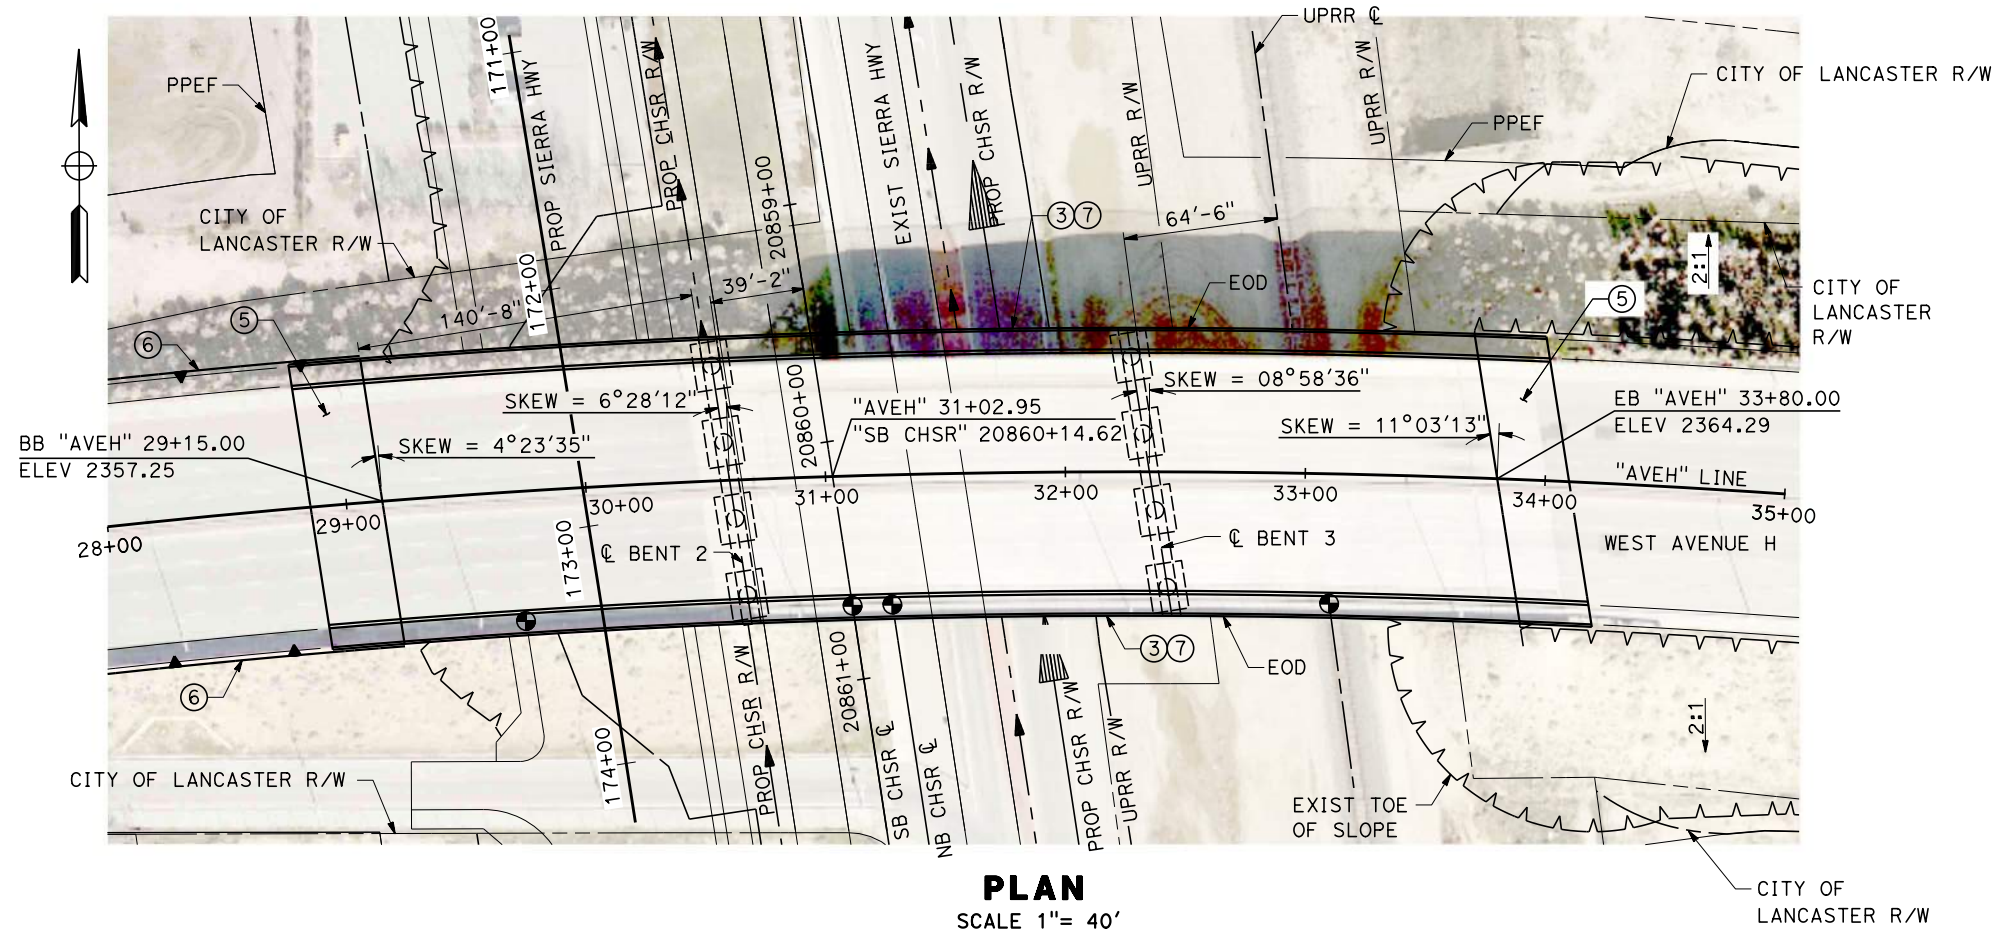 UPRR ℄
171+00
PROP SIERRA HWY
PROP CHSR R/W
EXIST SIERRA HWY
PROP CHSR R/W
UPRR R/W
UPRR R/W
CITY OF LANCASTER R/W
PPEF
PPEF
20859+00
CITY OF
LANCASTER R/W
3 7
64'-6"
2:1
172+00
39'-2"
140'-8"
EOD
5
5
6
CITY OF
LANCASTER
R/W
SKEW = 6°28'12"
20860+00
"AVEH" 31+02.95
"SB CHSR" 20860+14.62
SKEW = 08°58'36"
EB "AVEH" 33+80.00
ELEV 2364.29
SKEW = 11°03'13"
BB "AVEH" 29+15.00
ELEV 2357.25
SKEW = 4°23'35"
"AVEH" LINE
28+00
29+00
30+00
31+00
32+00
33+00
34+00
35+00
173+00
℄ BENT 2
℄ BENT 3
WEST AVENUE H
6
3 7
EOD
PROP CHSR R/W
20861+00
SB CHSR ℄
NB CHSR ℄
PROP CHSR R/W
UPRR R/W
2:1
174+00
CITY OF LANCASTER R/W
EXIST TOE
OF SLOPE
CITY OF
LANCASTER R/W
PLAN
SCALE 1"= 40'